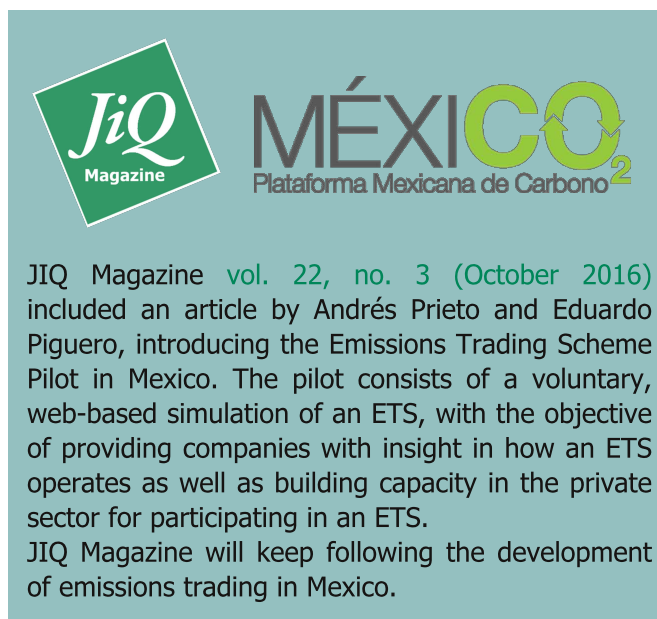 JiQ
Magazine
MÉXICO2
Plataforma Mexicana de Carbono
JIQ Magazine vol. 22, no. 3 (October 2016)
included an article by Andrés Prieto and Eduardo
Piguero, introducing the Emissions Trading Scheme
Pilot in Mexico. The pilot consists of a voluntary,
web-based simulation of an ETS, with the objective
of providing companies with insight in how an ETS
operates as well as building capacity in the private
sector for participating in an ETS.
JIQ Magazine will keep following the development
of emissions trading in Mexico.